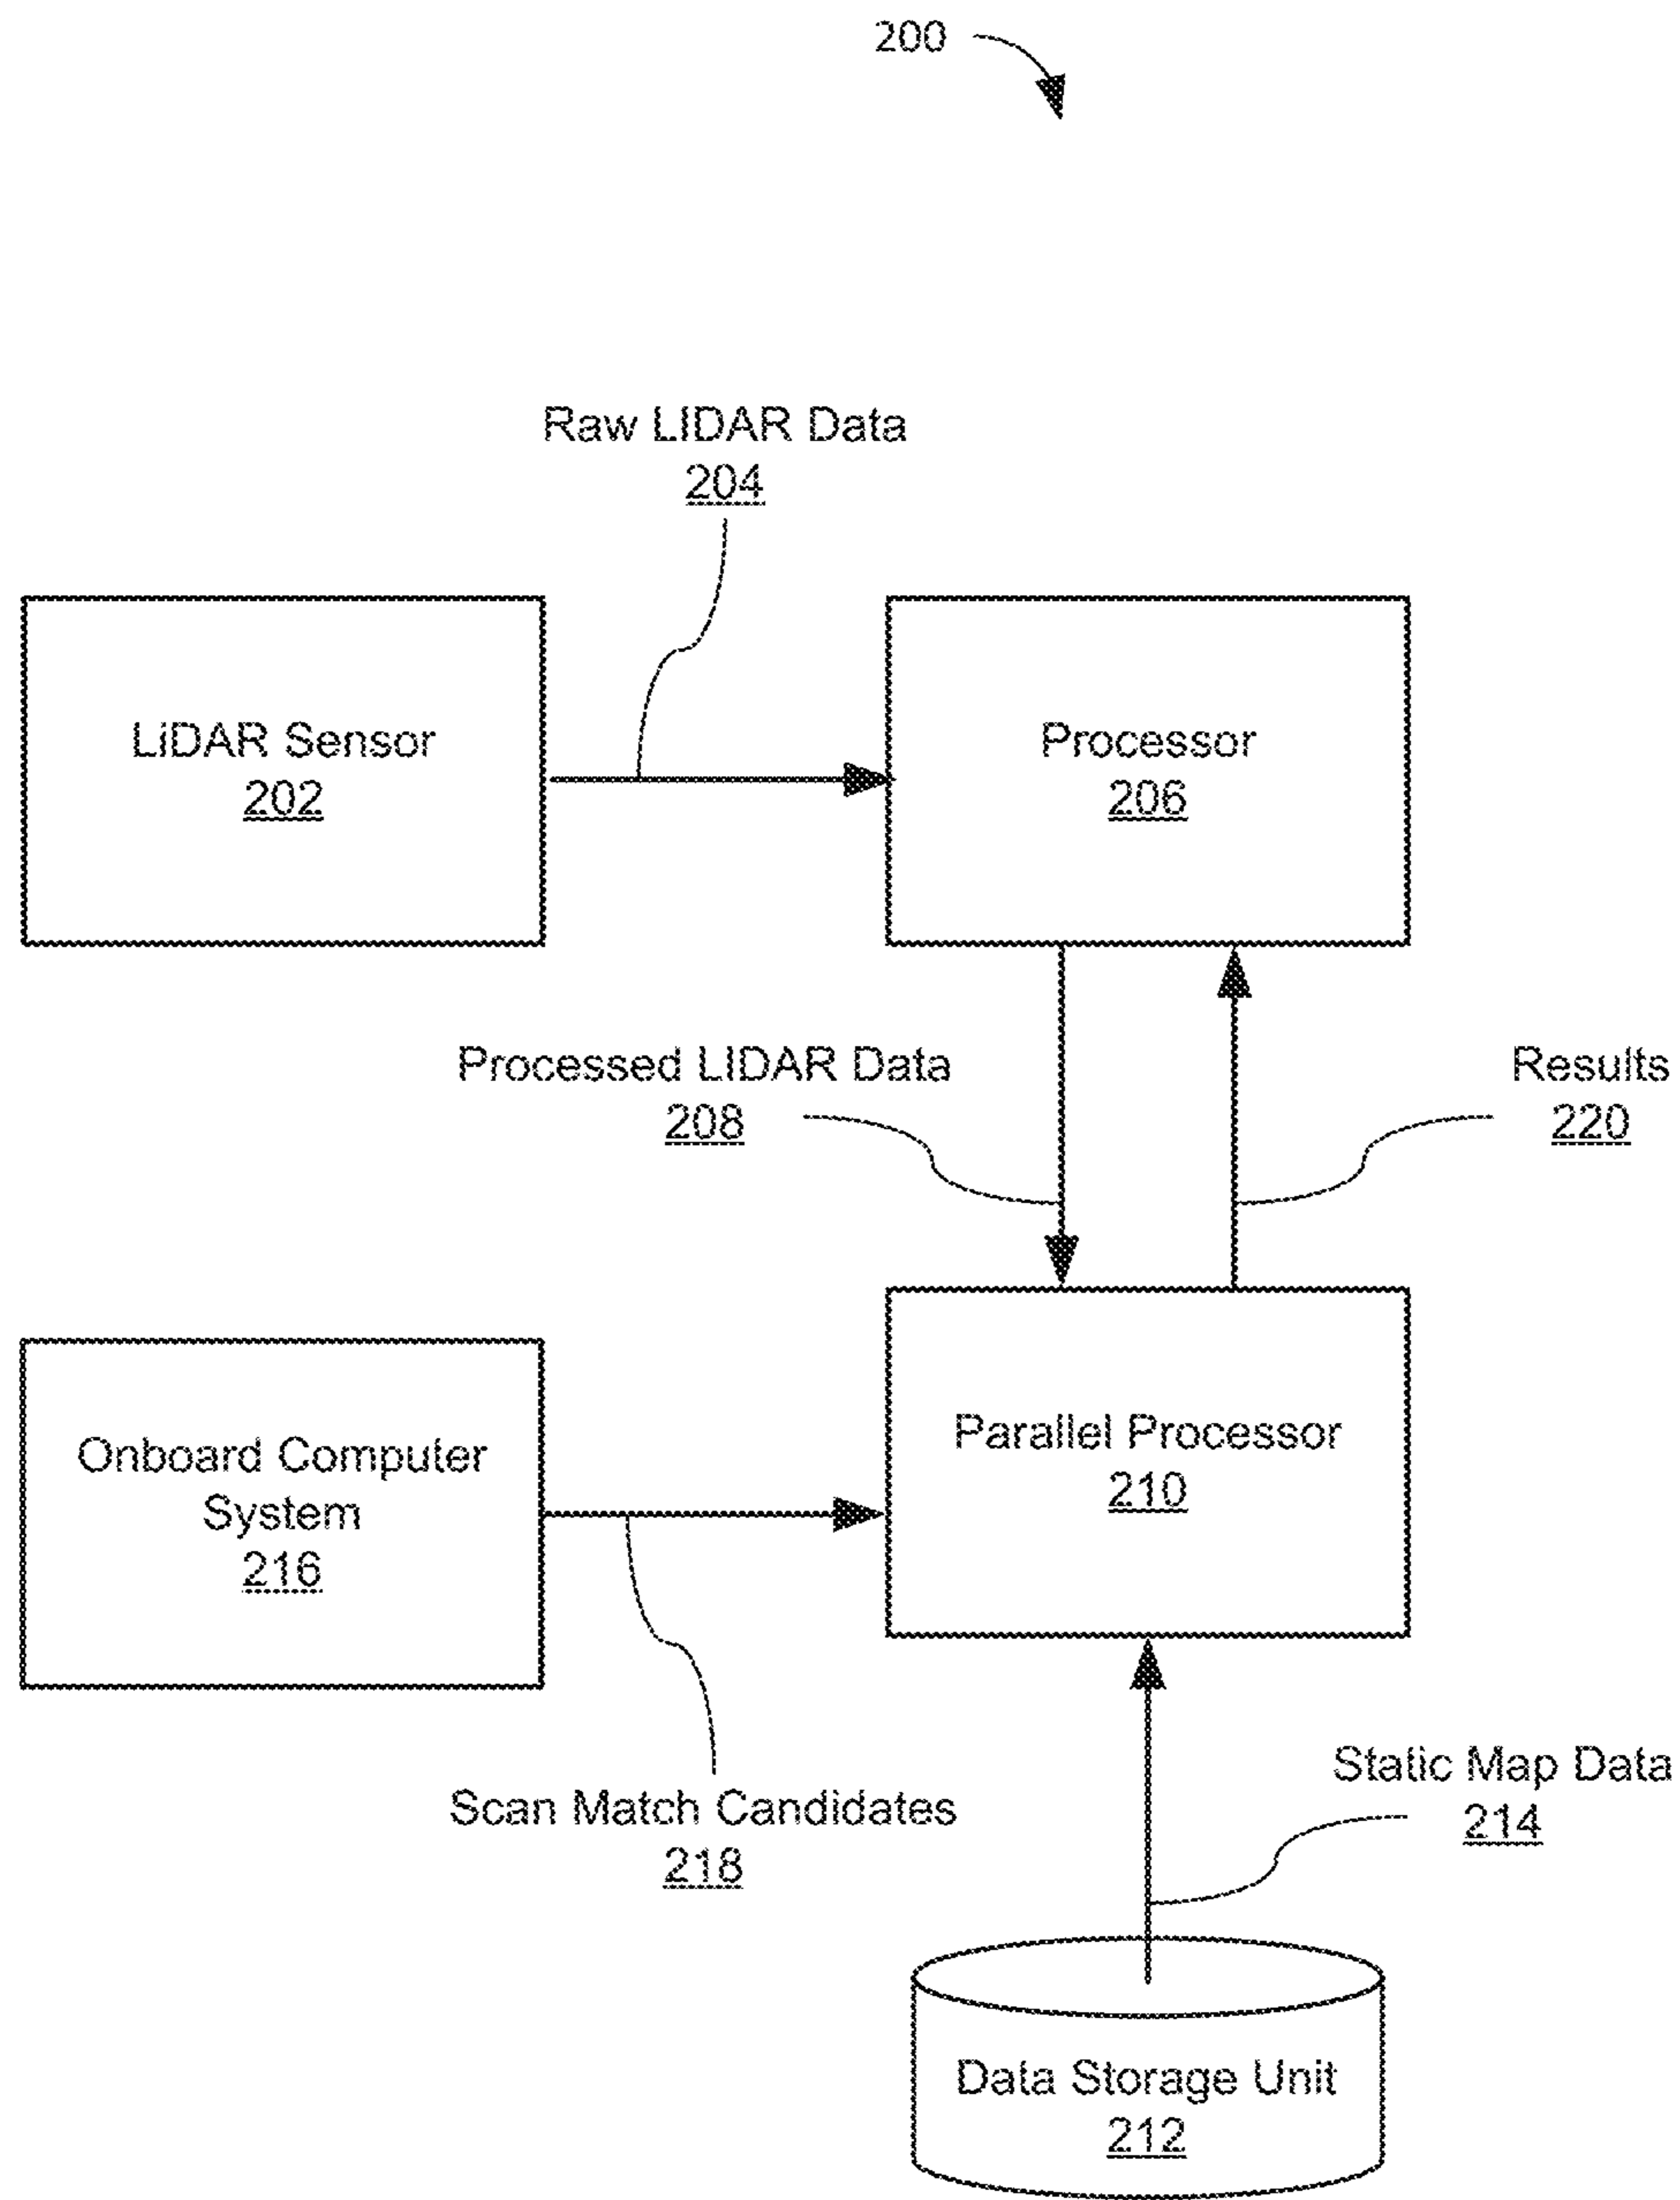 200
Raw LIDAR Data
204
LiDAR Sensor
202
Processor
206
Processed LIDAR Data
208
Results
220
Onboard Computer
System
216
Parallel Processor
210
Scan Match Candidates
218
Static Map Data
214
Data Storage Unit
212